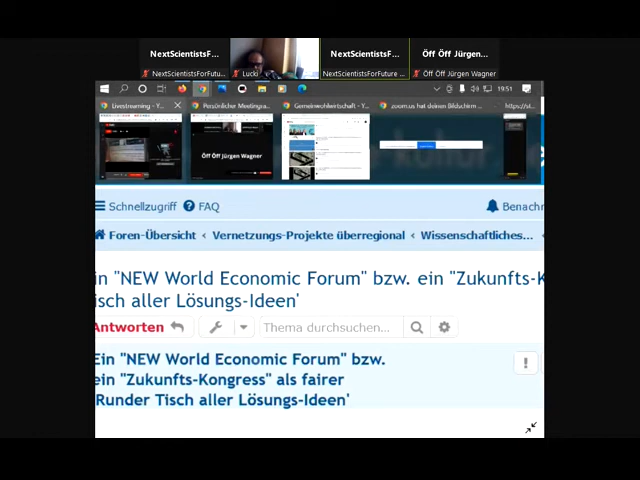 NextScientistsF...
NextScientistsF...
Öff Öff Jürgen...
NextScientistsForFutu...
Lucki
NextScientistsForFuture ...
Öff Öff Jürgen Wagner
19:51
Livestreaming - Y...
Persönlicher Meetingra...
Gemeinwohlwirtschaft - Y...
zoom.us hat deinen Bildschirm ...
https://st...
Öff Öff Jürgen Wagner
Schnellzugriff
FAQ
Benachr
Foren-Übersicht ‹ Vernetzungs-Projekte überregional ‹ Wissenschaftliches... ‹
in "NEW World Economic Forum" bzw. ein "Zukunfts-K
isch aller Lösungs-Ideen'
Antworten
Thema durchsuchen...
Ein "NEW World Economic Forum" bzw.
ein "Zukunfts-Kongress" als fairer
'Runder Tisch aller Lösungs-Ideen'